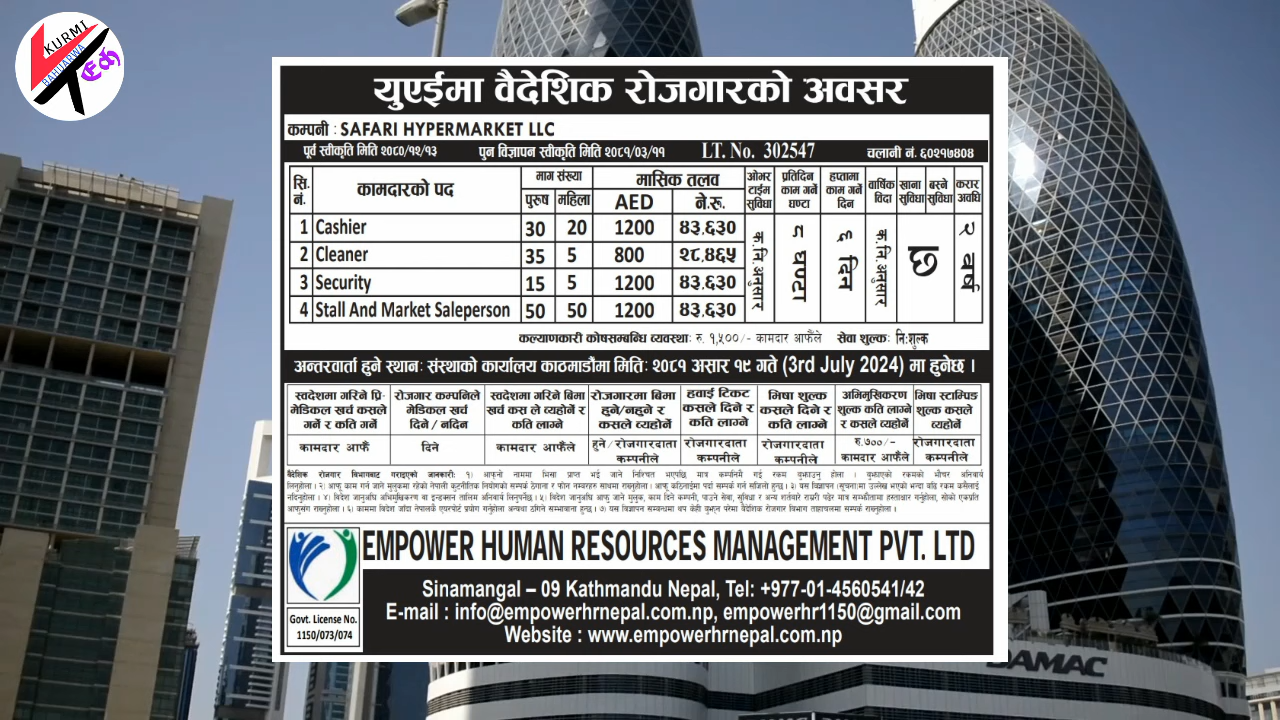 KURMI
BAHUARWA
टेक
युएईमा वैदेशिक रोजगारको अवसर
कम्पनी : SAFARI HYPERMARKET LLC
पूर्व स्वीकृति मिति २०८०/१२/१३ पुन विज्ञापन स्वीकृति मिति २०८१/०३/११ LT. No. 302547 चलानी नं. ६०२१७४०४
सि. नं. कामदारको पद माग संख्या पुरुष महिला मासिक तलव AED ने.रु. ओभर टाईम सुविधा प्रतिदिन काम गर्ने घण्टा हप्तामा काम गर्ने दिन वार्षिक विदा खाना सुविधा बस्ने सुविधा करार अवधि
1 Cashier 30 20 1200 ४३,६३०
2 Cleaner 35 5 800 २८,४६५
3 Security 15 5 1200 ४३,६३०
4 Stall And Market Saleperson 50 50 1200 ४३,६३०
क.नि.अनुसार ८ घण्टा ६ दिन क.नि.अनुसार छ २ वर्ष
कल्याणकारी कोषसम्बन्धि व्यवस्थाः रु. १,५००/- कामदार आफैंले सेवा शुल्कः निःशुल्क
अन्तरवार्ता हुने स्थानः संस्थाको कार्यालय काठमाडौंमा मितिः २०८१ असार १९ गते (3rd July 2024) मा हुनेछ ।
स्वदेशमा गरिने प्रि-मेडिकल खर्च कसले गर्ने र कति गर्ने रोजगार कम्पनिले मेडिकल खर्च दिने / नदिने स्वदेशमा गरिने बिमा खर्च कस ले व्यहोर्ने र कति लाग्ने रोजगारमा बिमा हुने/नहुने र कसले व्यहोर्ने हवाई टिकट कसले दिने र कति लाग्ने भिषा शुल्क कसले दिने र कति लाग्ने अभिमुखिकरण शुल्क कति लाग्ने र कसले व्यहोर्ने भिषा स्टाम्पिङ शुल्क कसले व्यहोर्ने
कामदार आफैं दिने कामदार आफैंले हुने/रोजगारदाता कम्पनीले रोजगारदाता कम्पनीले रोजगारदाता कम्पनीले रु.७००/- कामदार आफैंले रोजगारदाता कम्पनीले
EMPOWER HUMAN RESOURCES MANAGEMENT PVT. LTD
Govt. License No.
1150/073/074
Sinamangal – 09 Kathmandu Nepal, Tel: +977-01-4560541/42
E-mail : info@empowerhrnepal.com.np, empowerhr1150@gmail.com
Website : www.empowerhrnepal.com.np
DAMAC